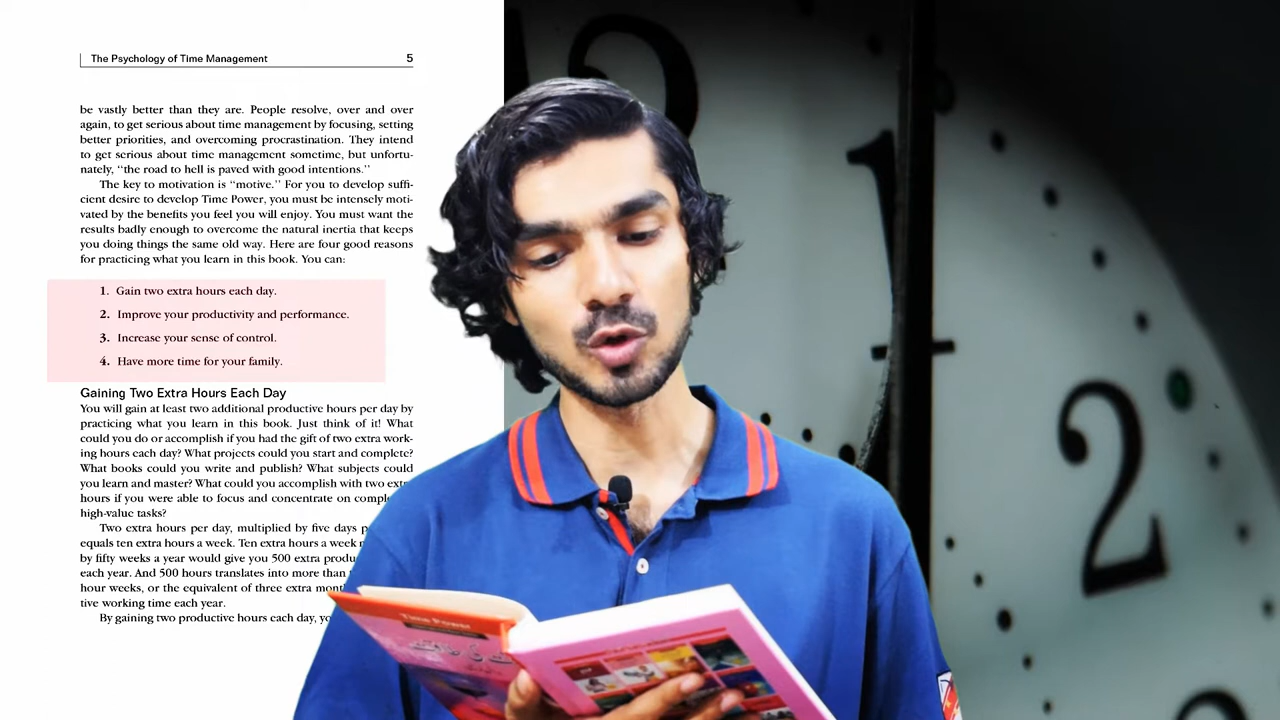 The Psychology of Time Management 5
be vastly better than they are. People resolve, over and over
again, to get serious about time management by focusing, setting
better priorities, and overcoming procrastination. They intend
to get serious about time management sometime, but unfortu-
nately, ‘‘the road to hell is paved with good intentions.’’
The key to motivation is ‘‘motive.’’ For you to develop suffi-
cient desire to develop Time Power, you must be intensely moti-
vated by the benefits you feel you will enjoy. You must want the
results badly enough to overcome the natural inertia that keeps
you doing things the same old way. Here are four good reasons
for practicing what you learn in this book. You can:
1. Gain two extra hours each day.
2. Improve your productivity and performance.
3. Increase your sense of control.
4. Have more time for your family.
Gaining Two Extra Hours Each Day
You will gain at least two additional productive hours per day by
practicing what you learn in this book. Just think of it! What
could you do or accomplish if you had the gift of two extra work-
ing hours each day? What projects could you start and complete?
What books could you write and publish? What subjects could
you learn and master? What could you accomplish with two extr
hours if you were able to focus and concentrate on comple
high-value tasks?
Two extra hours per day, multiplied by five days p
equals ten extra hours a week. Ten extra hours a week
by fifty weeks a year would give you 500 extra produ
each year. And 500 hours translates into more than
hour weeks, or the equivalent of three extra mont
tive working time each year.
By gaining two productive hours each day, yo
1
2
Time Power